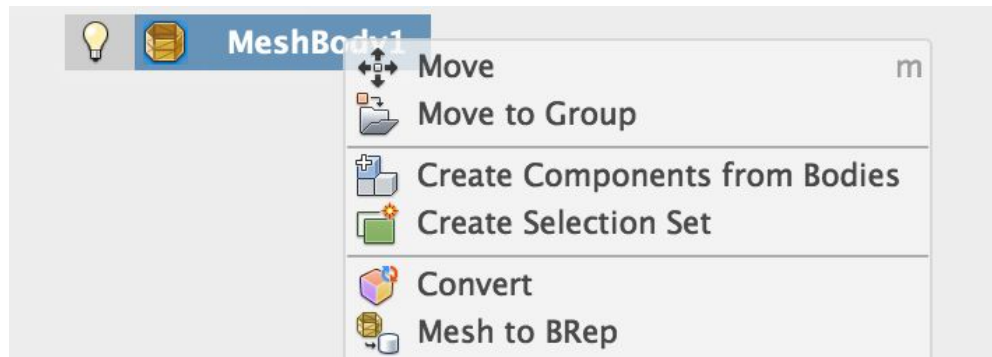 MeshBody1
Move m
Move to Group
Create Components from Bodies
Create Selection Set
Convert
Mesh to BRep